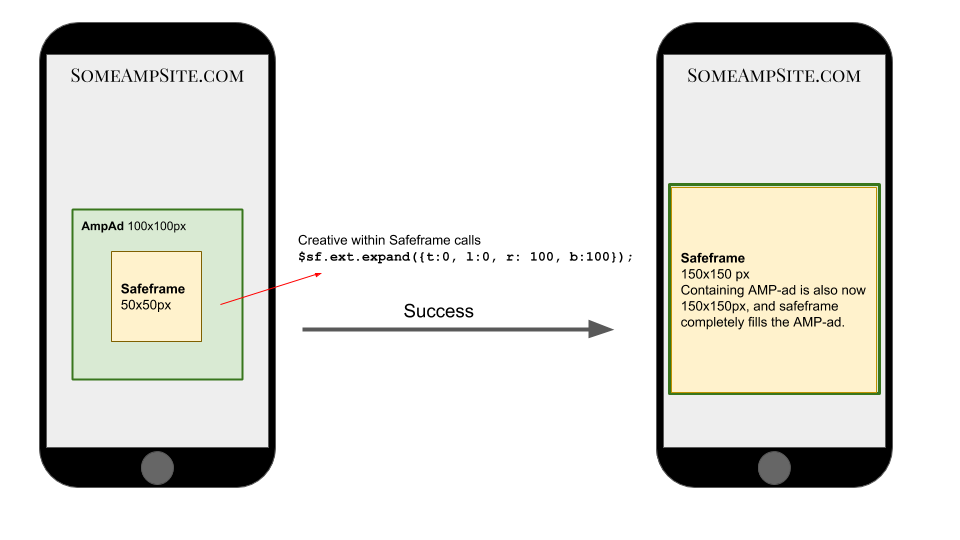 SomeAmpSite.com
AmpAd 100x100px
Safeframe
50x50px
Creative within Safeframe calls
$sf.ext.expand({t:0, l:0, r: 100, b:100});
Success
SomeAmpSite.com
Safeframe
150x150 px
Containing AMP-ad is also now
150x150px, and safeframe
completely fills the AMP-ad.